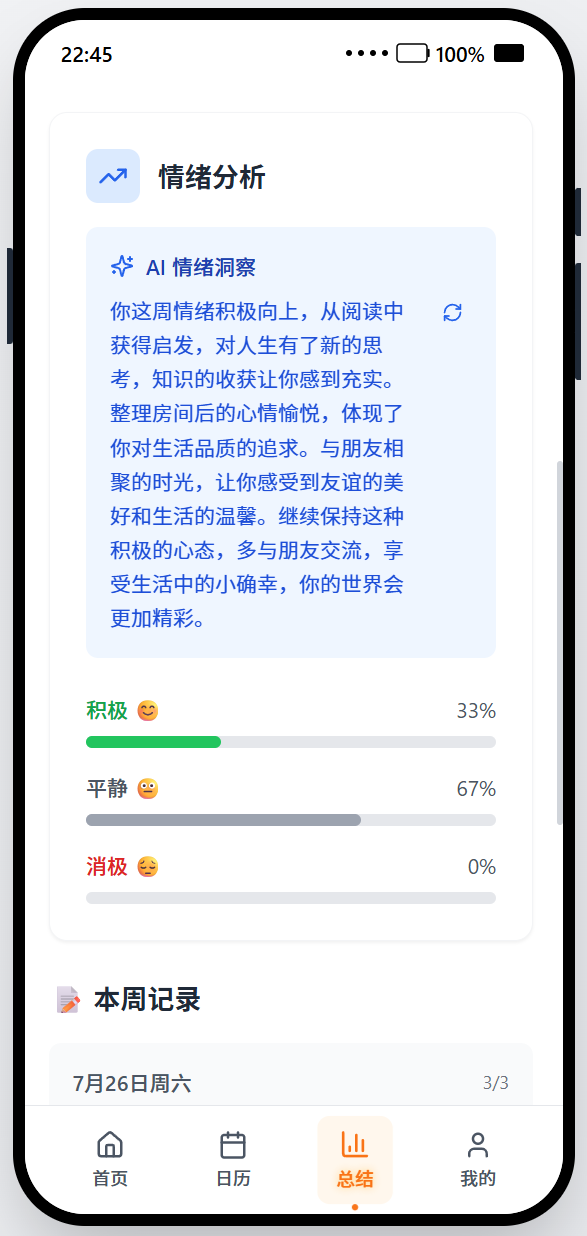 22:45
100%
情绪分析
AI 情绪洞察
你这周情绪积极向上，从阅读中
获得启发，对人生有了新的思
考，知识的收获让你感到充实。
整理房间后的心情愉悦，体现了
你对生活品质的追求。与朋友相
聚的时光，让你感受到友谊的美
好和生活的温馨。继续保持这种
积极的心态，多与朋友交流，享
受生活中的小确幸，你的世界会
更加精彩。
积极 😊 33%
平静 😐 67%
消极 😔 0%
📝 本周记录
7月26日周六 3/3
首页 日历 总结 我的